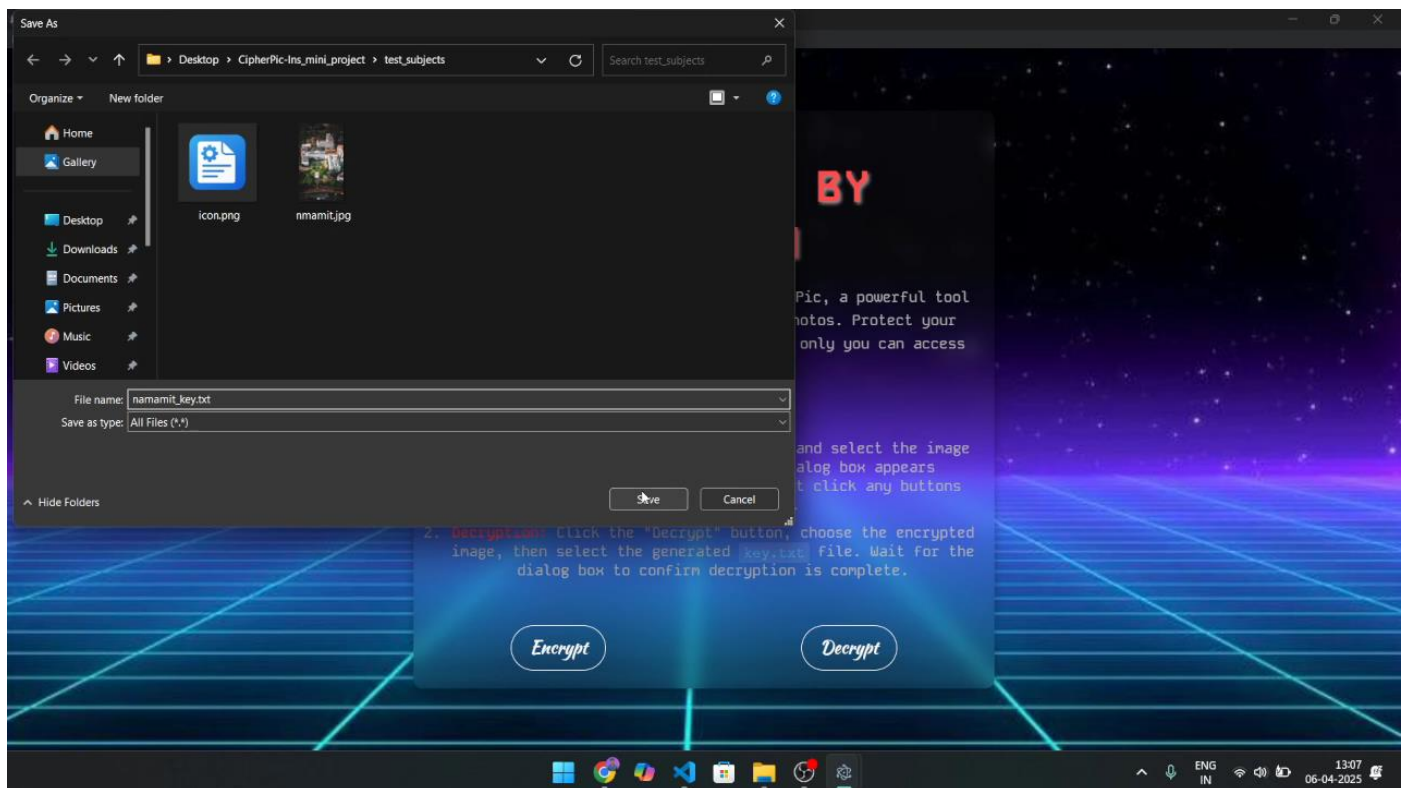 Save As
Desktop > CipherPic-Ins_mini_project > test_subjects
Search test_subjects
Organize
New folder
Home
Gallery
Desktop
Downloads
Documents
Pictures
Music
Videos
icon.png
nmamit.jpg
File name: namamit_key.txt
Save as type: All Files (*.*)
Hide Folders
Save
Cancel
BY
Pic, a powerful tool
hotos. Protect your
only you can access
and select the image
alog box appears
t click any buttons
2. Decryption: Click the "Decrypt" button, choose the encrypted
image, then select the generated key.txt file. Wait for the
dialog box to confirm decryption is complete.
Encrypt
Decrypt
ENG
IN
13:07
06-04-2025